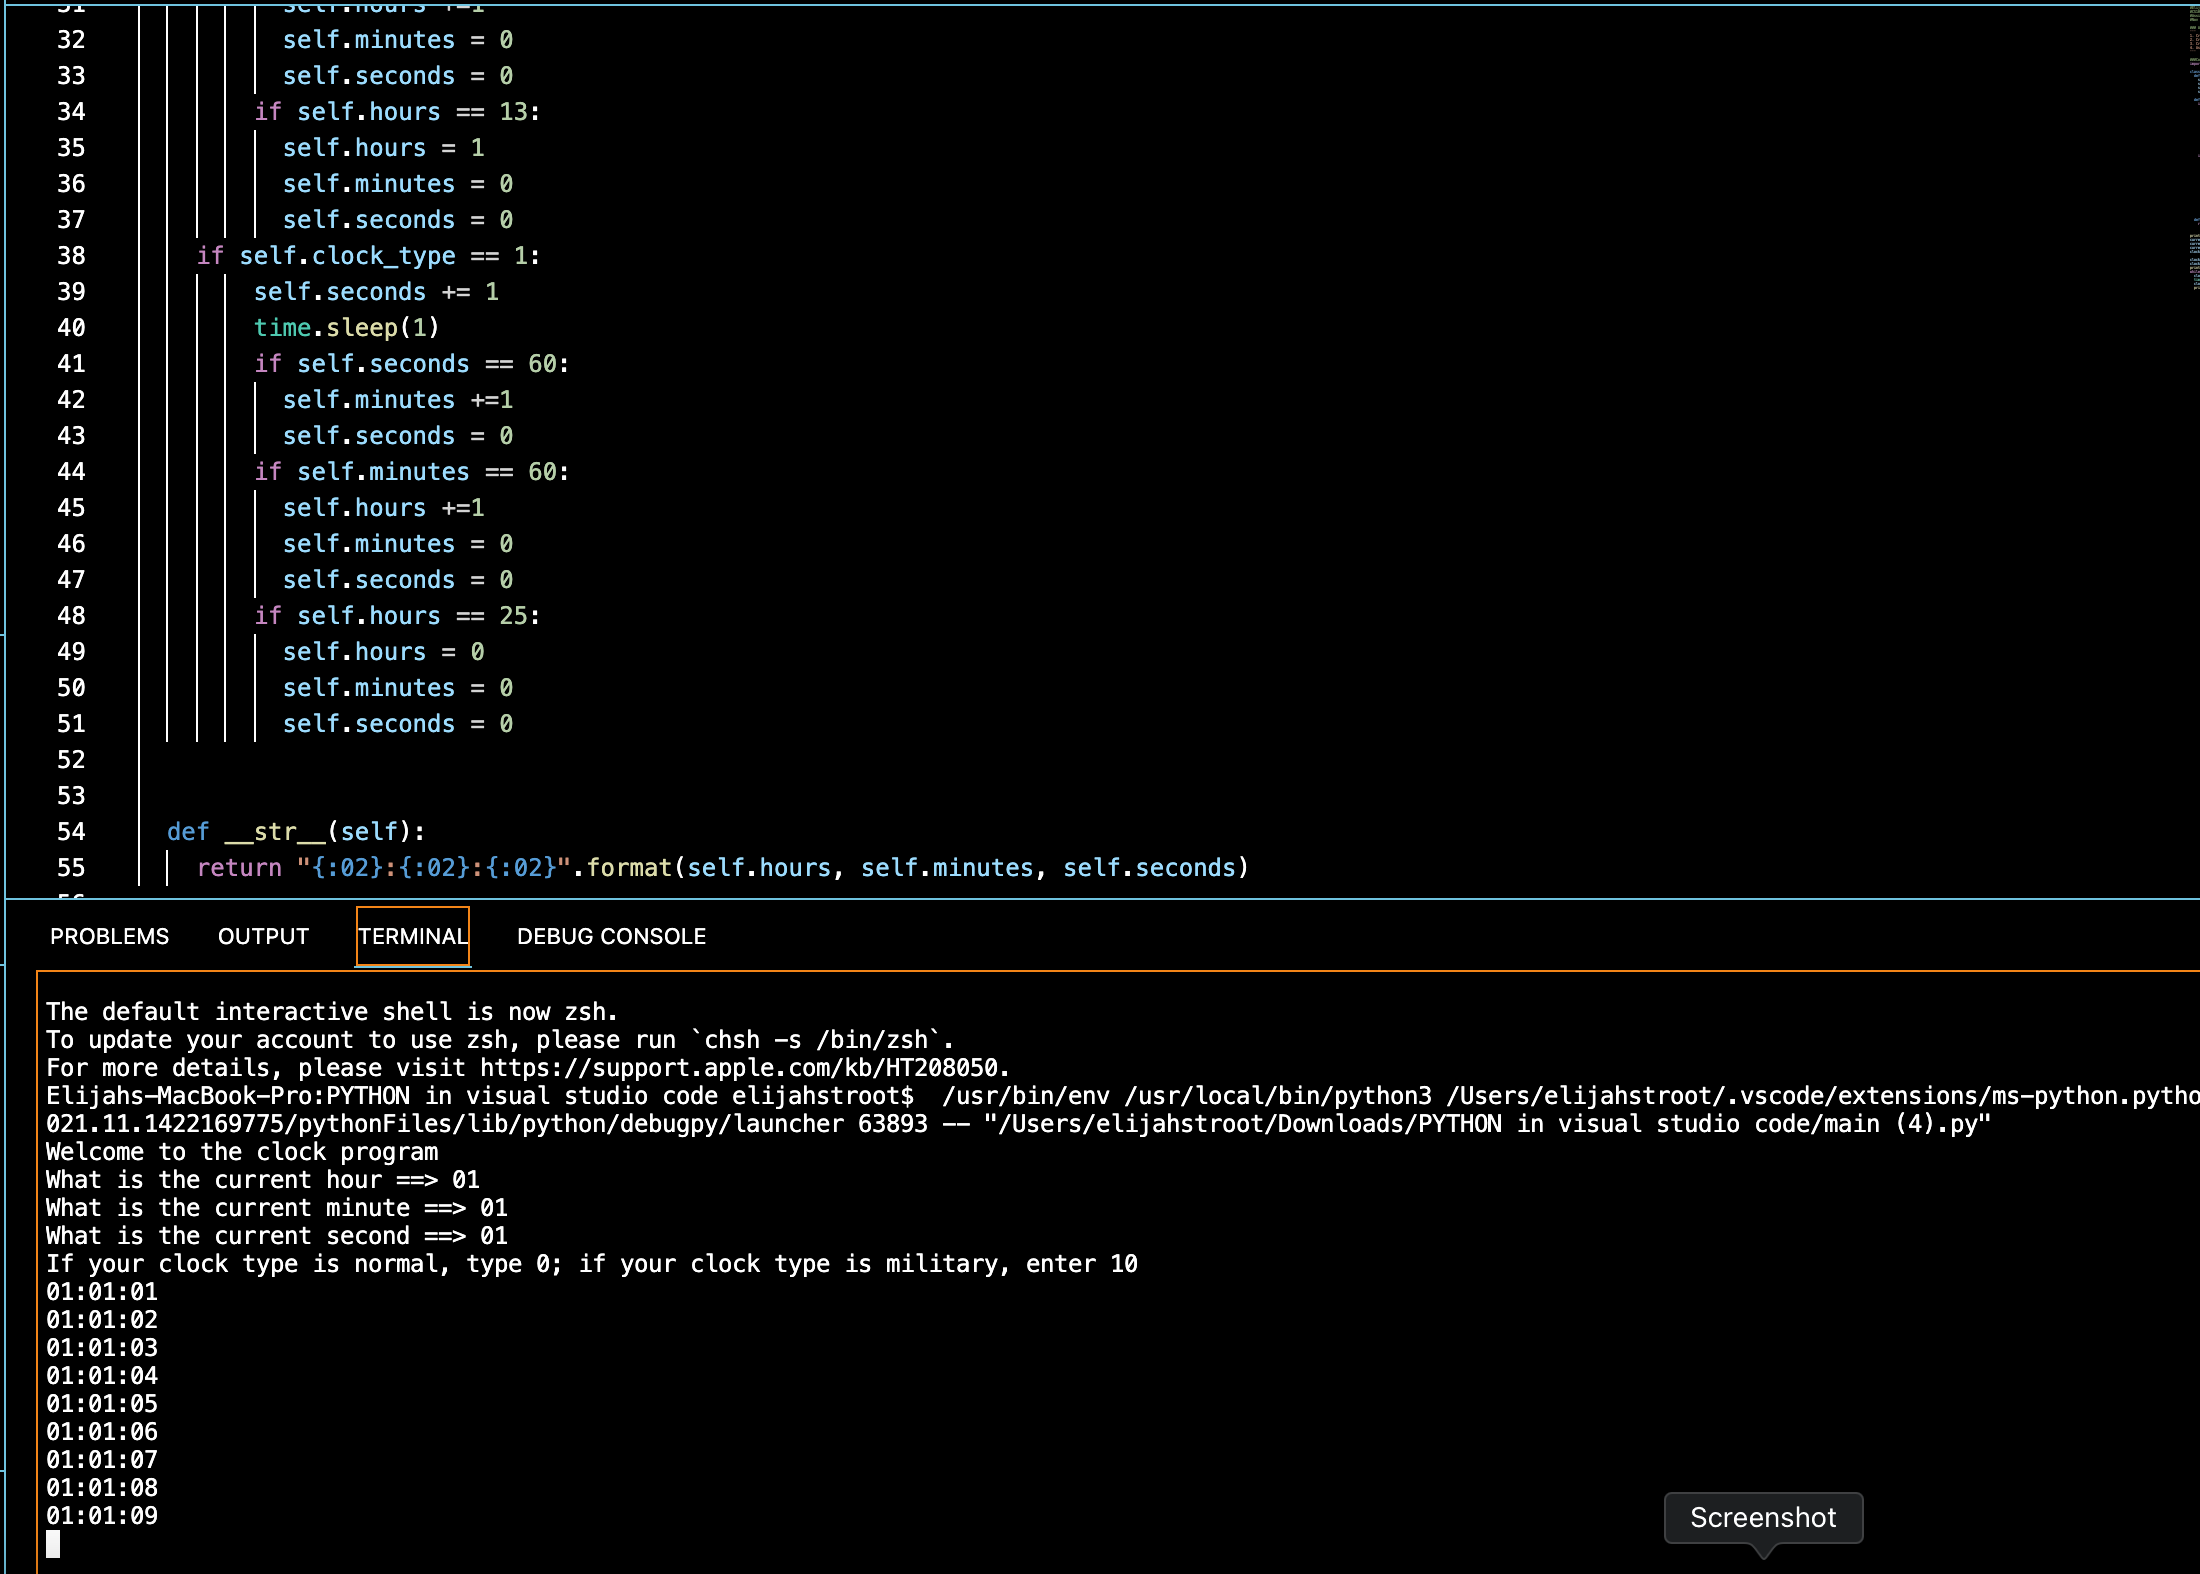 31 self.hours +=1
32 self.minutes = 0
33 self.seconds = 0
34 if self.hours == 13:
35 self.hours = 1
36 self.minutes = 0
37 self.seconds = 0
38 if self.clock_type == 1:
39 self.seconds += 1
40 time.sleep(1)
41 if self.seconds == 60:
42 self.minutes +=1
43 self.seconds = 0
44 if self.minutes == 60:
45 self.hours +=1
46 self.minutes = 0
47 self.seconds = 0
48 if self.hours == 25:
49 self.hours = 0
50 self.minutes = 0
51 self.seconds = 0
52
53
54 def __str__(self):
55 return "{:02}:{:02}:{:02}".format(self.hours, self.minutes, self.seconds)
PROBLEMS OUTPUT TERMINAL DEBUG CONSOLE
The default interactive shell is now zsh.
To update your account to use zsh, please run `chsh -s /bin/zsh`.
For more details, please visit https://support.apple.com/kb/HT208050.
Elijahs-MacBook-Pro:PYTHON in visual studio code elijahstroot$  /usr/bin/env /usr/local/bin/python3 /Users/elijahstroot/.vscode/extensions/ms-python.pytho
021.11.1422169775/pythonFiles/lib/python/debugpy/launcher 63893 -- "/Users/elijahstroot/Downloads/PYTHON in visual studio code/main (4).py"
Welcome to the clock program
What is the current hour ==> 01
What is the current minute ==> 01
What is the current second ==> 01
If your clock type is normal, type 0; if your clock type is military, enter 10
01:01:01
01:01:02
01:01:03
01:01:04
01:01:05
01:01:06
01:01:07
01:01:08
01:01:09
Screenshot